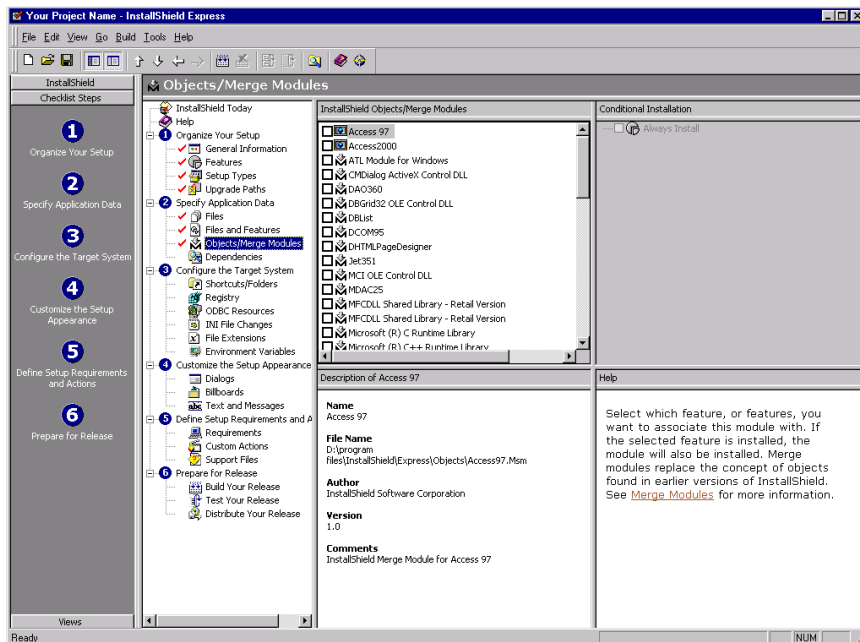 Your Project Name - InstallShield Express
File Edit View Go Build Tools Help
InstallShield
Checklist Steps
1
Organize Your Setup
2
Specify Application Data
3
Configure the Target System
4
Customize the Setup
Appearance
5
Define Setup Requirements
and Actions
6
Prepare for Release
Views
Objects/Merge Modules
InstallShield Today
Help
1 Organize Your Setup
General Information
Features
Setup Types
Upgrade Paths
2 Specify Application Data
Files
Files and Features
Objects/Merge Modules
Dependencies
3 Configure the Target System
Shortcuts/Folders
Registry
ODBC Resources
INI File Changes
File Extensions
Environment Variables
4 Customize the Setup Appearance
Dialogs
Billboards
abc Text and Messages
5 Define Setup Requirements and A
Requirements
Custom Actions
Support Files
6 Prepare for Release
Build Your Release
Test Your Release
Distribute Your Release
InstallShield Objects/Merge Modules
Access 97
Access2000
ATL Module for Windows
CMDialog ActiveX Control DLL
DAO360
DBGrid32 OLE Control DLL
DBList
DCOM95
DHTMLPageDesigner
Jet351
MCI OLE Control DLL
MDAC25
MFCDLL Shared Library - Retail Version
MFCDLL Shared Library - Retail Version
Microsoft (R) C Runtime Library
Microsoft (R) C++ Runtime Library
Conditional Installation
Always Install
Description of Access 97
Name
Access 97
File Name
D:\program
files\InstallShield\Express\Objects\Access97.Msm
Author
InstallShield Software Corporation
Version
1.0
Comments
InstallShield Merge Module for Access 97
Help
Select which feature, or features, you
want to associate this module with. If
the selected feature is installed, the
module will also be installed. Merge
modules replace the concept of objects
found in earlier versions of InstallShield.
See Merge Modules for more information.
Ready
NUM